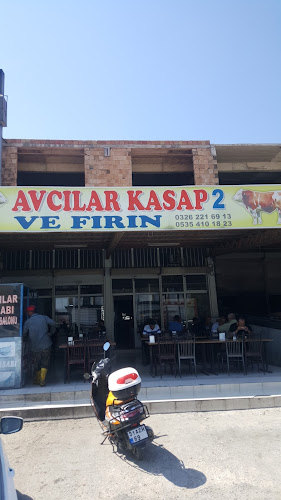 AVCILAR KASAP 2
VE FIRIN
0326 221 69 13
0535 410 18 23